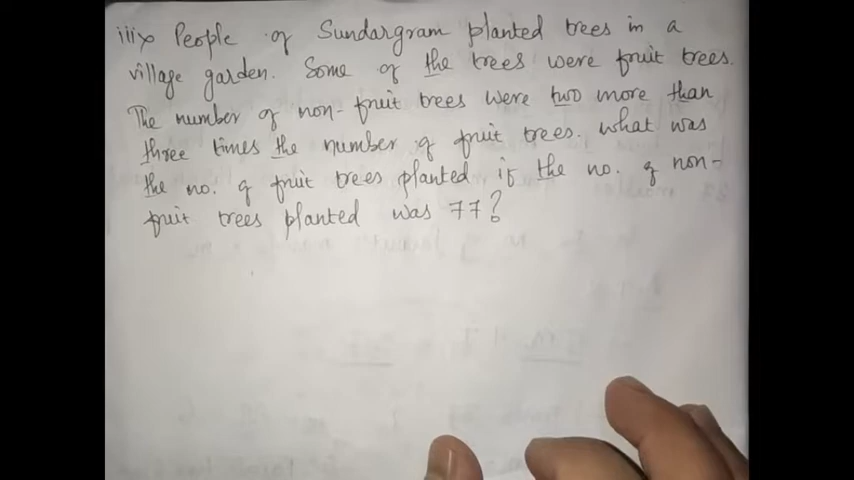 iii> People of Sundargram planted trees in a
village garden. Some of the trees were fruit trees.
The number of non-fruit trees were two more than
three times the number of fruit trees. What was
the no. of fruit trees planted if the no. of non-
fruit trees planted was 77?